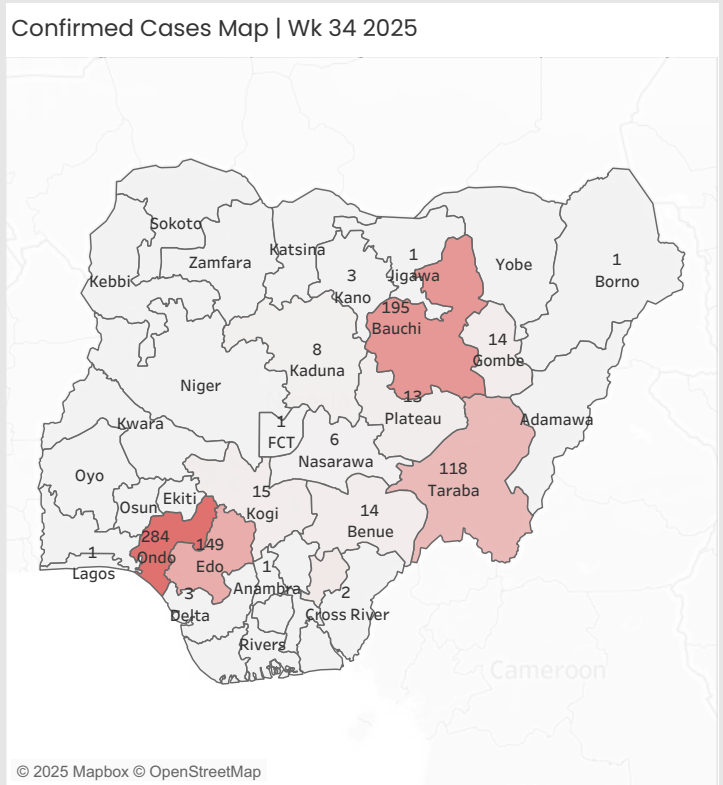 Confirmed Cases Map | Wk 34 2025
Sokoto
Katsina
Zamfara
Kebbi
1
Jigawa
Yobe
1
Borno
3
Kano
195
Bauchi
14
Gombe
8
Kaduna
Niger
13
Plateau
Adamawa
1
FCT
Kwara
6
Nasarawa
118
Taraba
Oyo
Osun
Ekiti
15
Kogi
14
Benue
284
Ondo
149
Edo
1
Lagos
1
Anambra
3
Delta
2
Cross River
Rivers
Cameroon
© 2025 Mapbox © OpenStreetMap